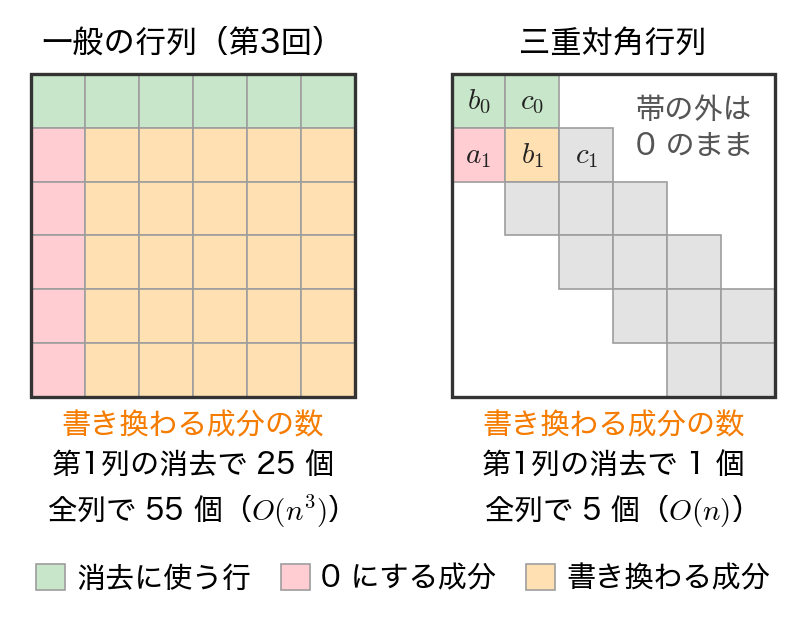 一般の行列（第3回）
三重対角行列
b₀
c₀
帯の外は
0 のまま
a₁
b₁
c₁
書き換わる成分の数
第1列の消去で 25 個
全列で 55 個（O(n³)）
書き換わる成分の数
第1列の消去で 1 個
全列で 5 個（O(n)）
消去に使う行
0 にする成分
書き換わる成分